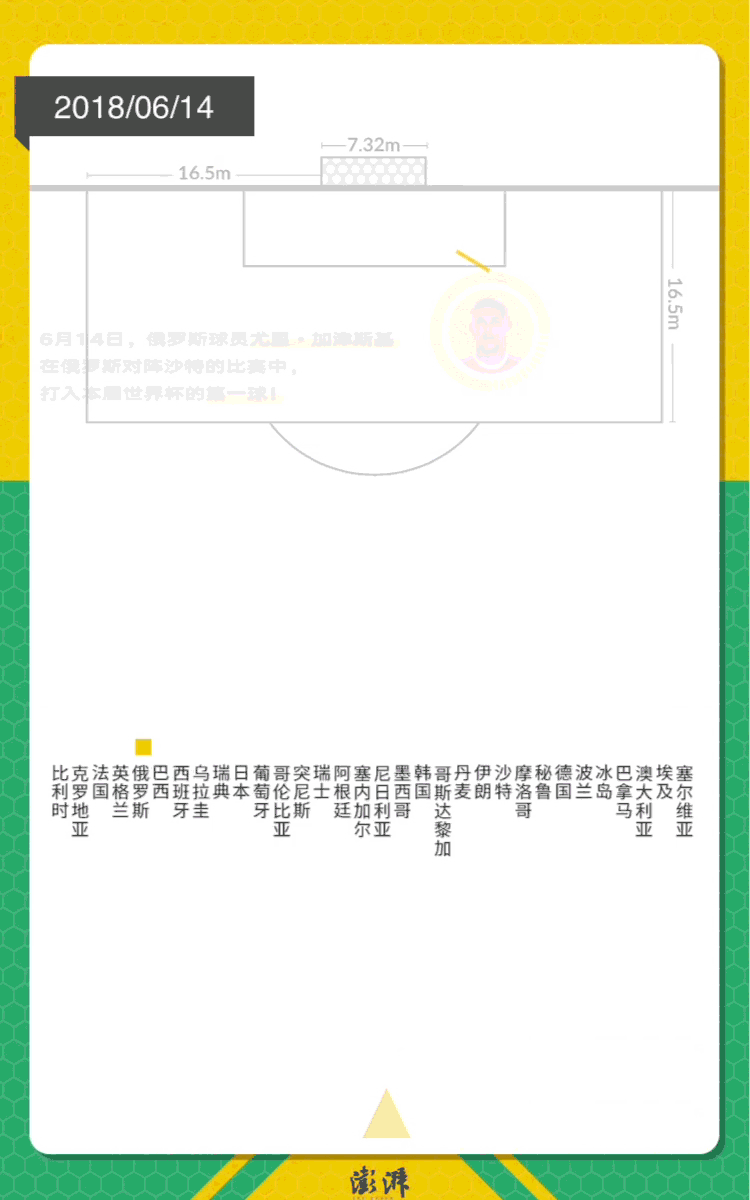 2018/06/14
7.32m
16.5m
16.5m
6月14日，俄罗斯球员尤里·加津斯基
在俄罗斯对阵沙特的比赛中，
打入本届世界杯的第一球！
比利时
克罗地亚
法国
英格兰
俄罗斯
巴西
西班牙
乌拉圭
瑞典
日本
葡萄牙
哥伦比亚
突尼斯
瑞士
阿根廷
塞内加尔
尼日利亚
墨西哥
韩国
哥斯达黎加
丹麦
伊朗
沙特
摩洛哥
秘鲁
德国
波兰
冰岛
巴拿马
澳大利亚
埃及
塞尔维亚
澎湃